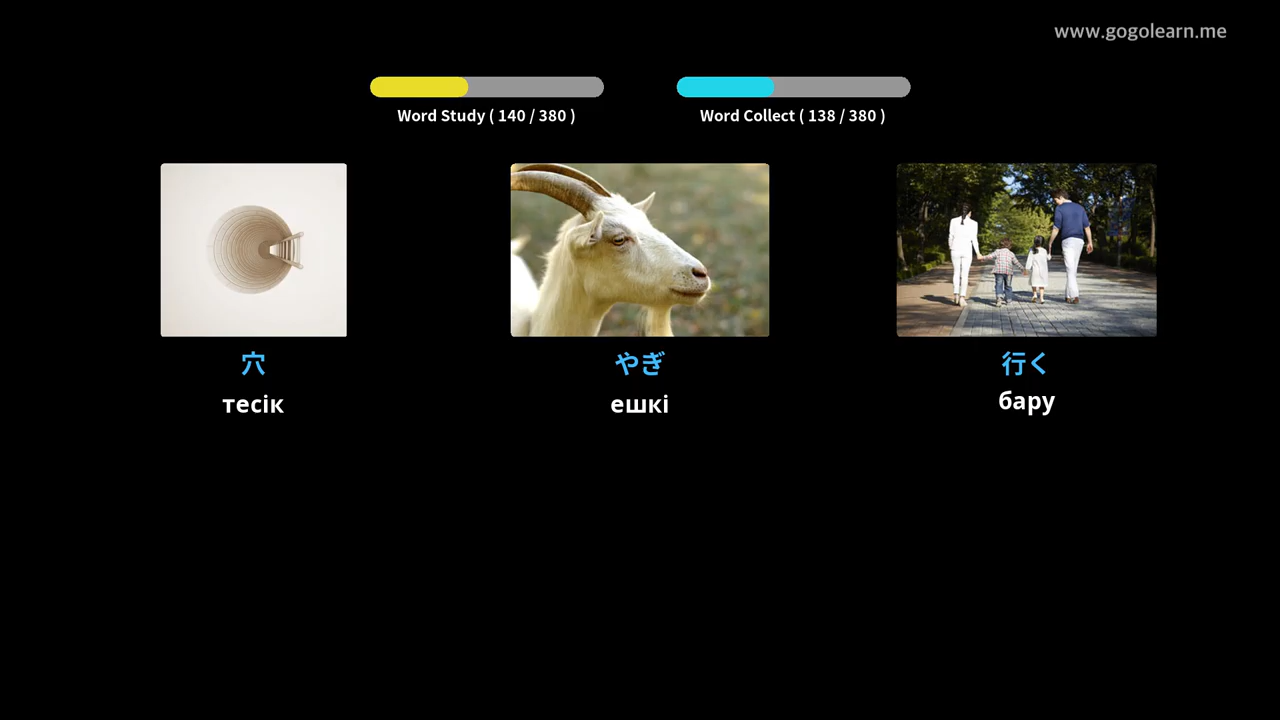 www.gogolearn.me
Word Study ( 140 / 380 )
Word Collect ( 138 / 380 )
穴
тесік
やぎ
ешкі
行く
бару